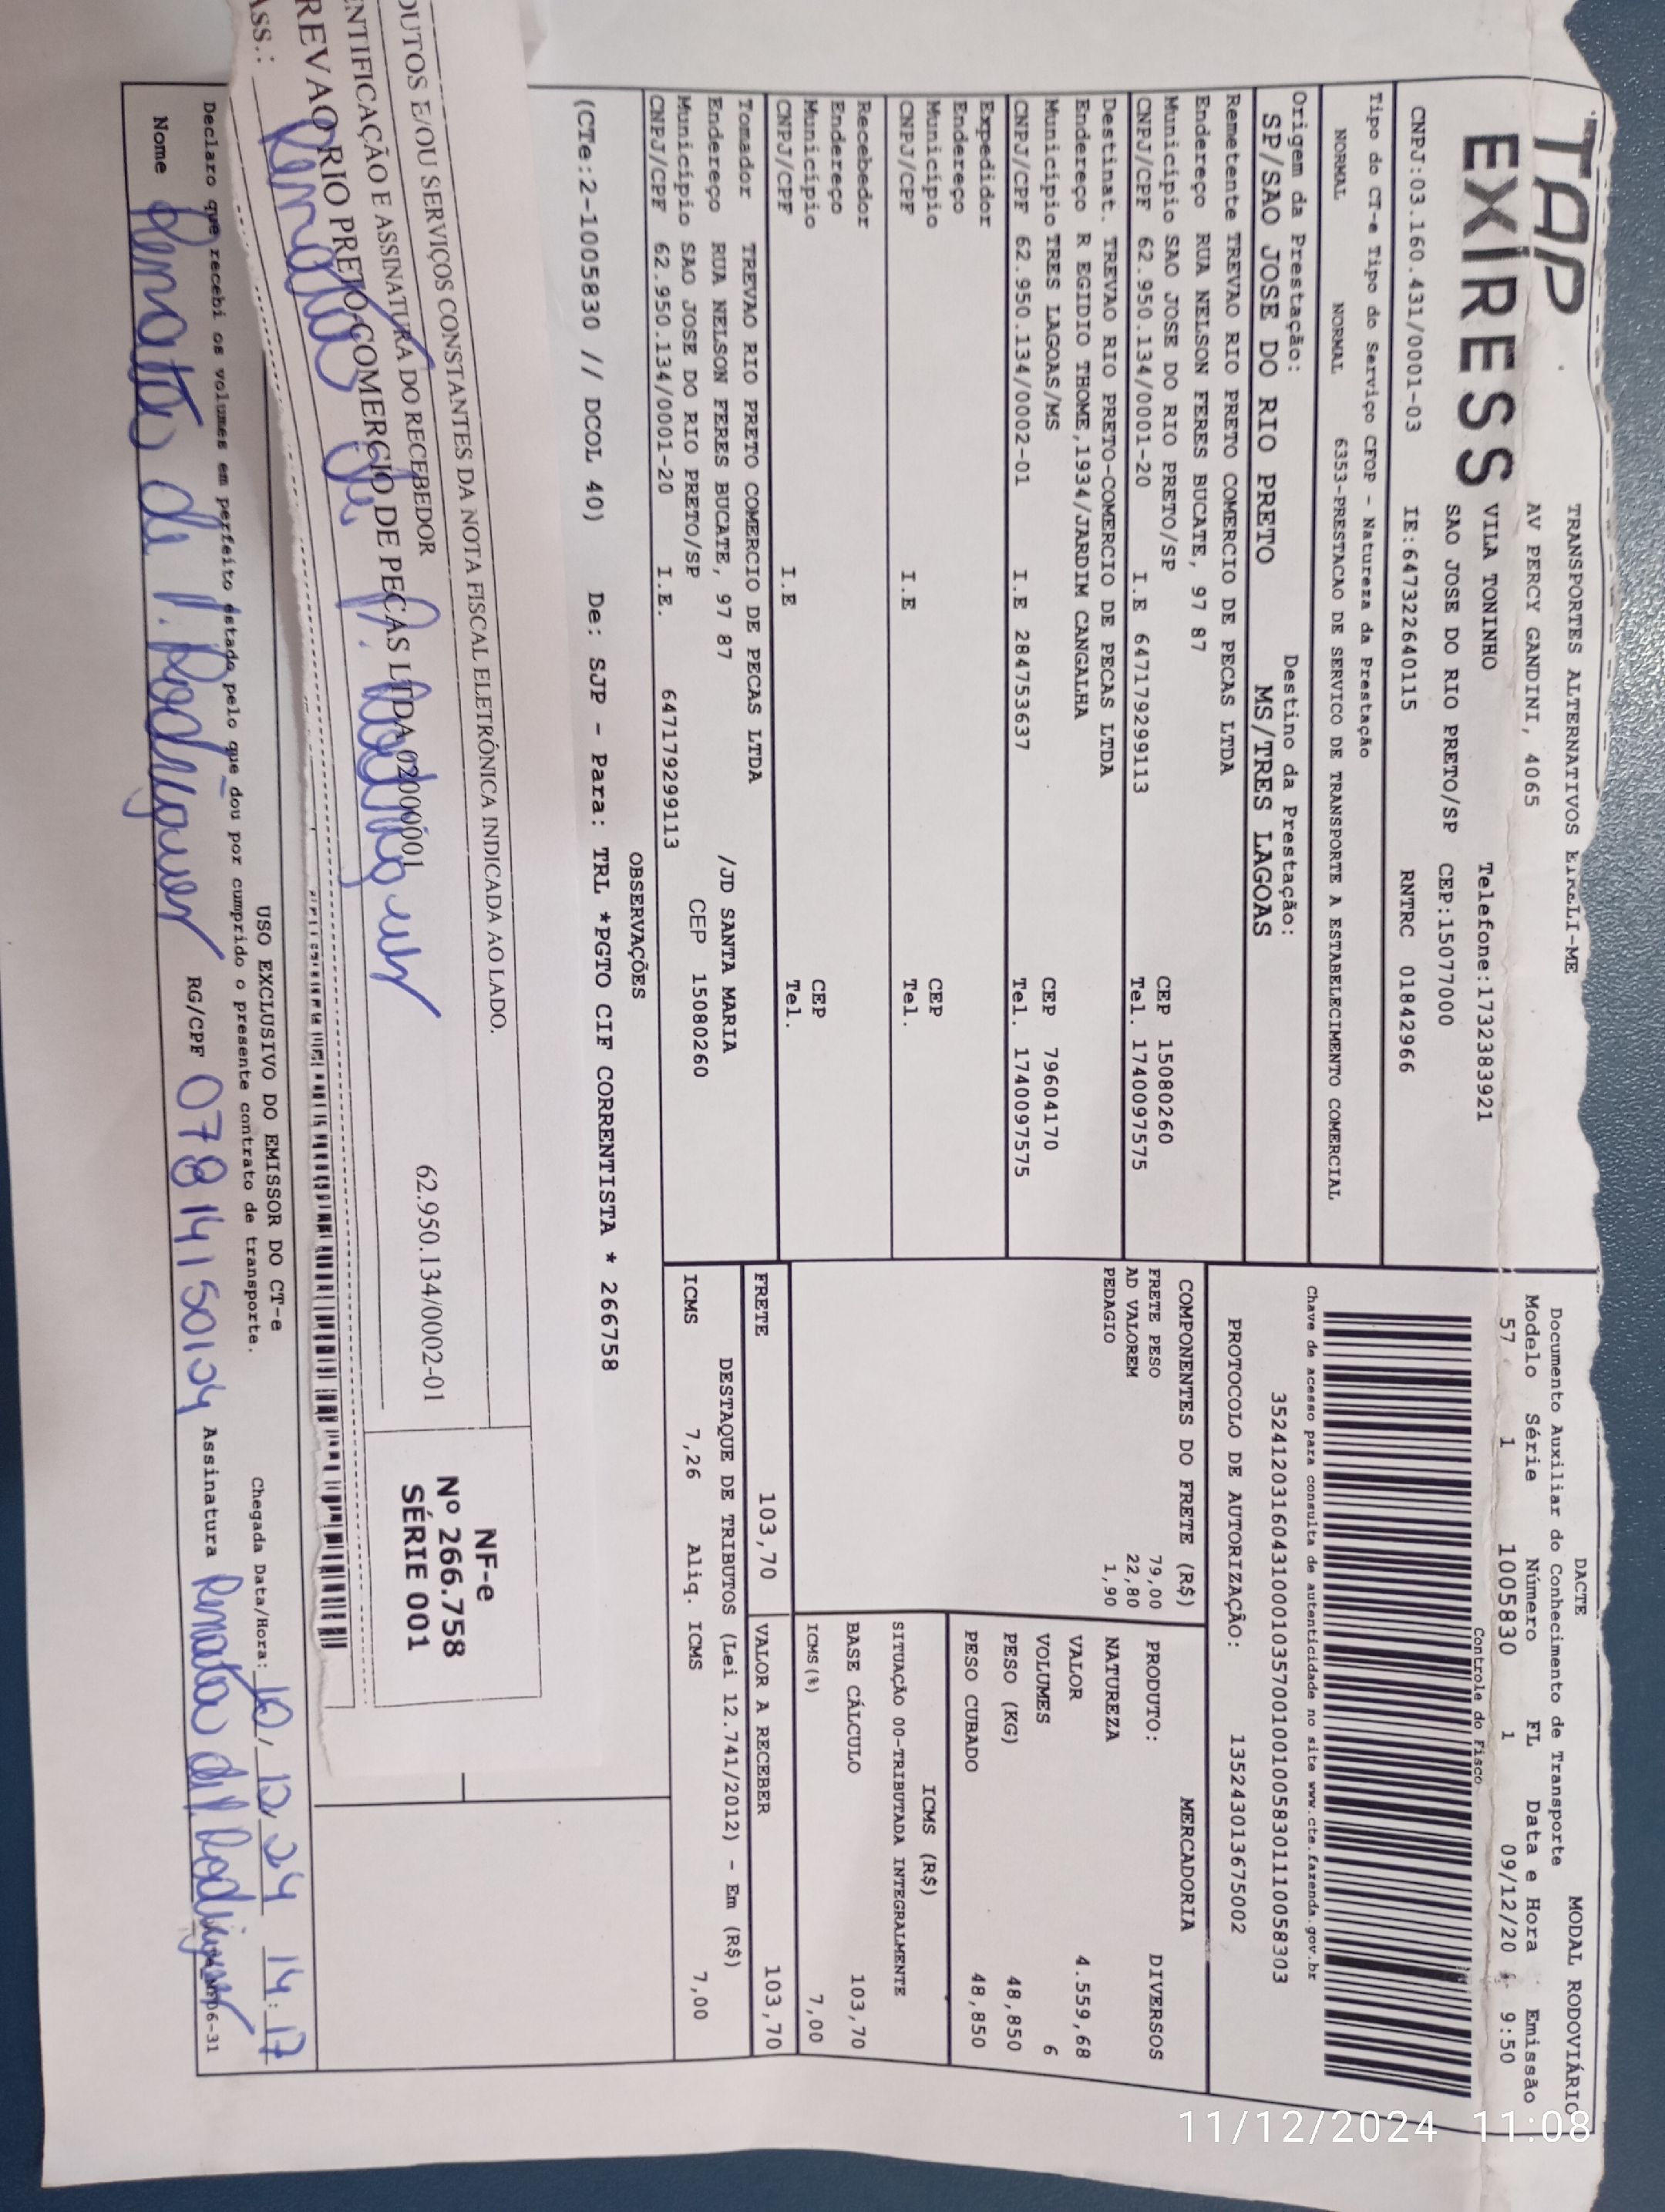 TAP
EXPRESS
TRANSPORTES ALTERNATIVOS EIRELI-ME
AV PERCY GANDINI, 4065
VILA TONINHO Telefone:1732383921
SAO JOSE DO RIO PRETO/SP CEP:15077000
CNPJ:03.160.431/0001-03 IE:647322640115 RNTRC 01842966
DACTE MODAL RODOVIÁRIO
Documento Auxiliar do Conhecimento de Transporte
Modelo Série Número FL Data e Hora Emissão
57 1 1005830 1 09/12/20 9:50
Controle do Fisco
Tipo do CT-e Tipo do Serviço CFOP - Natureza da Prestação
NORMAL NORMAL 6353-PRESTACAO DE SERVICO DE TRANSPORTE A ESTABELECIMENTO COMERCIAL
Chave de acesso para consulta de autenticidade no site www.cte.fazenda.gov.br
Origem da Prestação: Destino da Prestação:
SP/SAO JOSE DO RIO PRETO MS/TRES LAGOAS
PROTOCOLO DE AUTORIZAÇÃO: 135243013675002
Remetente TREVAO RIO PRETO COMERCIO DE PECAS LTDA
Endereço RUA NELSON FERES BUCATE, 97 87
Município SAO JOSE DO RIO PRETO/SP CEP 15080260
CNPJ/CPF 62.950.134/0001-20 I.E 647179299113 Tel. 1740097575
Destinat. TREVAO RIO PRETO-COMERCIO DE PECAS LTDA
Endereço R EGIDIO THOME,1934/JARDIM CANGALHA
Município TRES LAGOAS/MS CEP 79604170
CNPJ/CPF 62.950.134/0002-01 I.E 284753637 Tel. 1740097575
Expedidor
Endereço
Município CEP
CNPJ/CPF I.E Tel.
Recebedor
Endereço
Município CEP
CNPJ/CPF I.E Tel.
Tomador TREVAO RIO PRETO COMERCIO DE PECAS LTDA
Endereço RUA NELSON FERES BUCATE, 97 87 /JD SANTA MARIA
Município SAO JOSE DO RIO PRETO/SP CEP 15080260
CNPJ/CPF 62.950.134/0001-20 I.E. 647179299113
COMPONENTES DO FRETE (R$)
FRETE PESO 79,00
AD VALOREM 22,80
PEDAGIO 1,90
MERCADORIA
PRODUTO: DIVERSOS
NATUREZA
VALOR 4.559,68
VOLUMES 6
PESO (KG) 48,850
PESO CUBADO 48,850
ICMS (R$)
SITUAÇÃO 00-TRIBUTADA INTEGRALMENTE
BASE CÁLCULO 103,70
ICMS(%) 7,00
FRETE 103,70 VALOR A RECEBER 103,70
DESTAQUE DE TRIBUTOS (Lei 12.741/2012) - Em (R$)
ICMS 7,26 Aliq. ICMS 7,00
OBSERVAÇÕES
(CTe:2-1005830 // DCOL 40) De: SJP - Para: TRL *PGTO CIF CORRENTISTA * 266758
DUTOS E/OU SERVIÇOS CONSTANTES DA NOTA FISCAL ELETRÔNICA INDICADA AO LADO.
NTIFICAÇÃO E ASSINATURA DO RECEBEDOR
REVAO RIO PRETO-COMERCIO DE PECAS LTDA 02000001 62.950.134/0002-01
ASS.: Renata de P. Rodrigues
NF-e
Nº 266.758
SÉRIE 001
USO EXCLUSIVO DO EMISSOR DO CT-e
Declaro que recebi os volumes em perfeito estado pelo que dou por cumprido o presente contrato de transporte. Chegada Data/Hora: 10/12/24 14:17
Nome Renata de P. Rodrigues RG/CPF 07814150104 Assinatura Renata de P. Rodrigues
11/12/2024 11:08